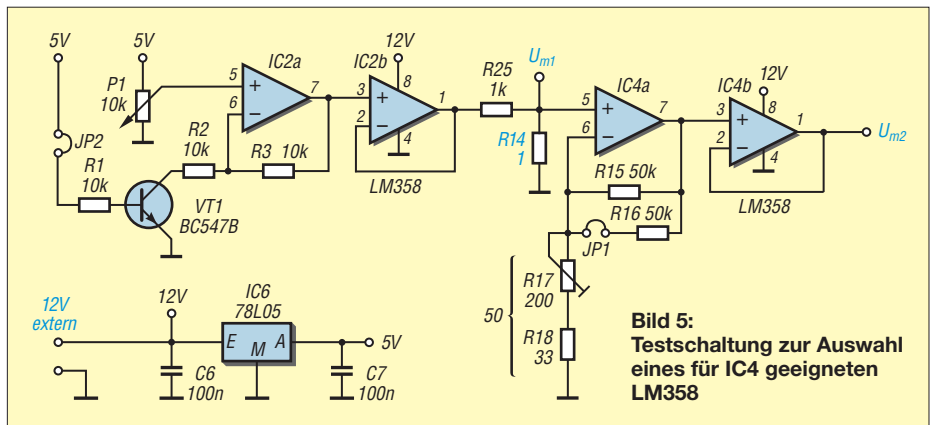 5V
5V
P1
10k
JP2
R1
10k
VT1
BC547B
R2
10k
R3 10k
IC2a
5
+
6
−
7
IC2b
12V
3
+
8
2
−
4
1
LM358
R25
1k
Um1
R14
1
IC4a
5
+
6
−
7
R15 50k
R16 50k
JP1
50
R17
200
R18
33
IC4b
12V
3
+
8
2
−
4
1
LM358
Um2
12V
extern
12V
C6
100n
IC6
78L05
E
M
A
5V
C7
100n
Bild 5:
Testschaltung zur Auswahl
eines für IC4 geeigneten
LM358